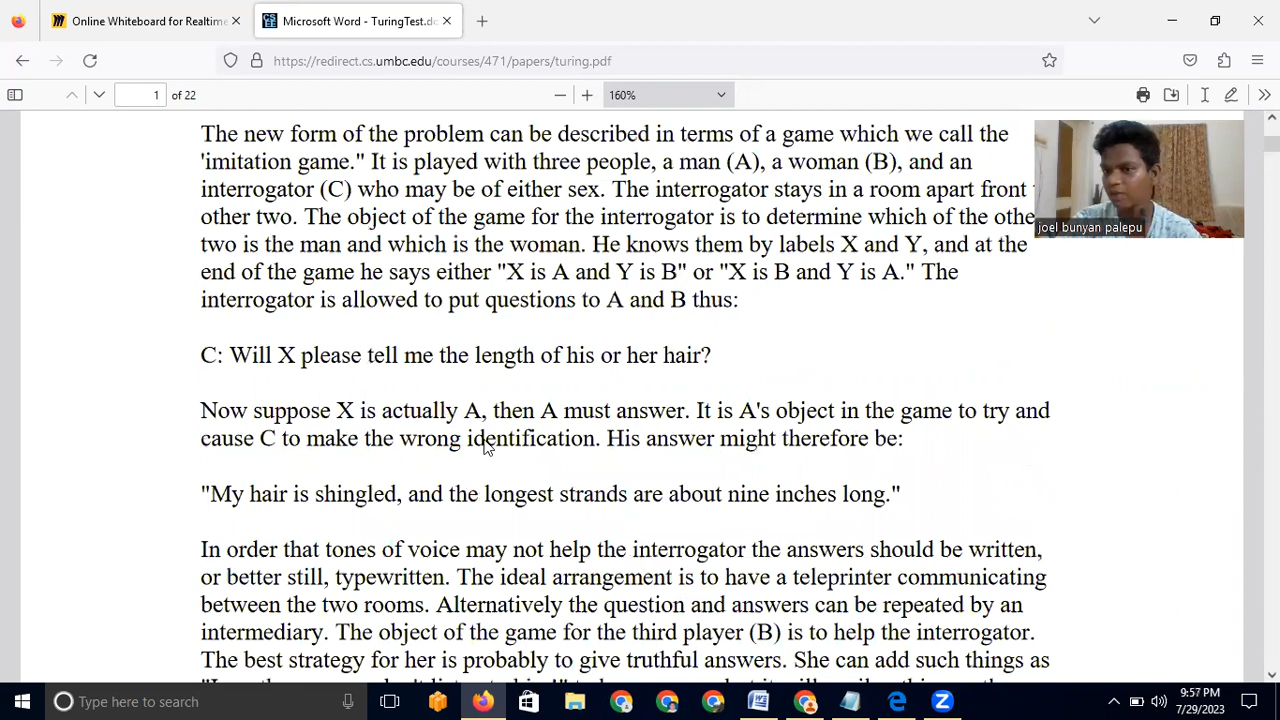 Online Whiteboard for Realtime
Microsoft Word - TuringTest.do
https://redirect.cs.umbc.edu/courses/471/papers/turing.pdf
1 of 22
160%
The new form of the problem can be described in terms of a game which we call the
'imitation game." It is played with three people, a man (A), a woman (B), and an
interrogator (C) who may be of either sex. The interrogator stays in a room apart front
other two. The object of the game for the interrogator is to determine which of the othe
two is the man and which is the woman. He knows them by labels X and Y, and at the
end of the game he says either "X is A and Y is B" or "X is B and Y is A." The
interrogator is allowed to put questions to A and B thus:
joel bunyan palepu
C: Will X please tell me the length of his or her hair?
Now suppose X is actually A, then A must answer. It is A's object in the game to try and
cause C to make the wrong identification. His answer might therefore be:
"My hair is shingled, and the longest strands are about nine inches long."
In order that tones of voice may not help the interrogator the answers should be written,
or better still, typewritten. The ideal arrangement is to have a teleprinter communicating
between the two rooms. Alternatively the question and answers can be repeated by an
intermediary. The object of the game for the third player (B) is to help the interrogator.
The best strategy for her is probably to give truthful answers. She can add such things as
Type here to search
9:57 PM
7/29/2023